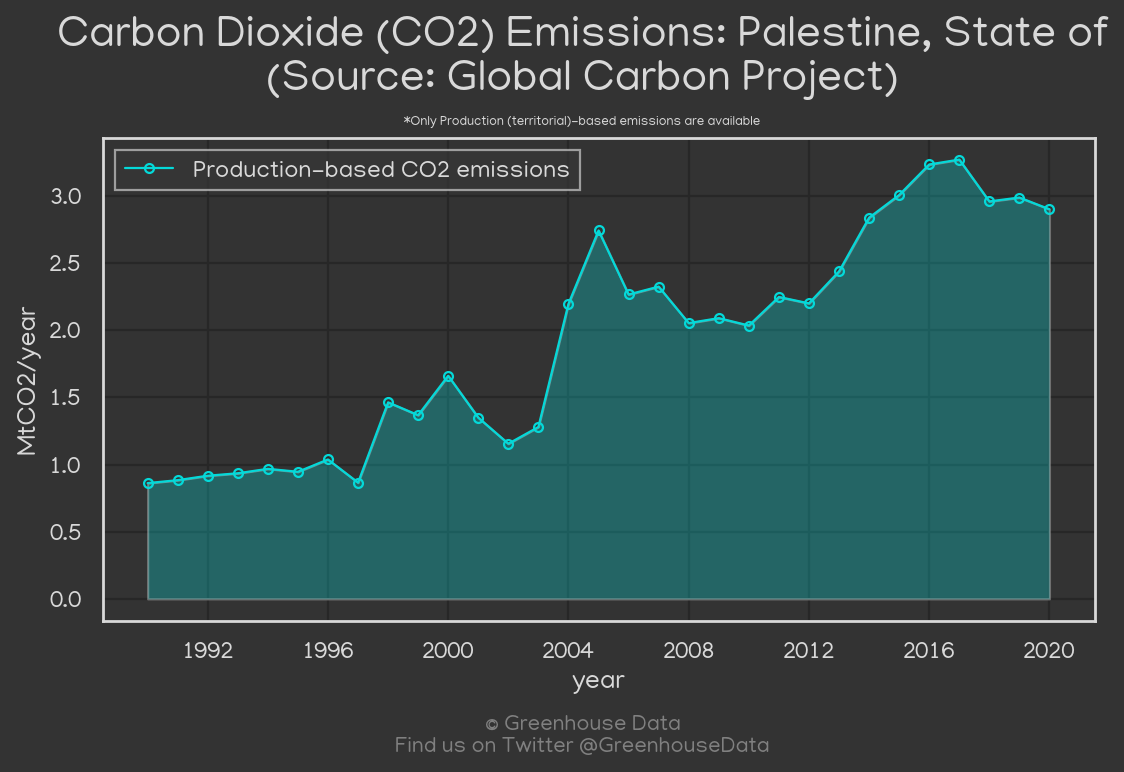 Carbon Dioxide (CO2) Emissions: Palestine, State of
(Source: Global Carbon Project)
*Only Production (territorial)-based emissions are available
Production-based CO2 emissions
3.0
2.5
2.0
1.5
1.0
0.5
0.0
MtCO2/year
1992 1996 2000 2004 2008 2012 2016 2020
year
© Greenhouse Data
Find us on Twitter @GreenhouseData